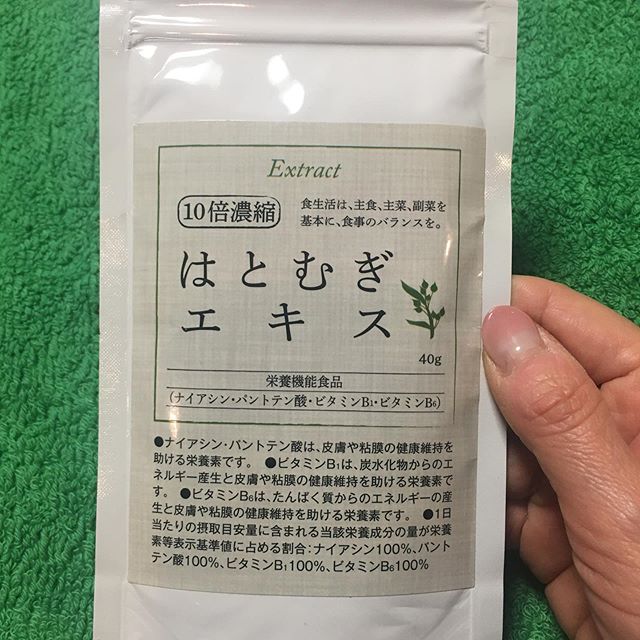 Extract
10倍濃縮
食生活は、主食、主菜、副菜を
基本に、食事のバランスを。
はとむぎ
エキス
40g
栄養機能食品
(ナイアシン・パントテン酸・ビタミンB1・ビタミンB6)
●ナイアシン・パントテン酸は、皮膚や粘膜の健康維持を
助ける栄養素です。 ●ビタミンB1は、炭水化物からのエ
ネルギー産生と皮膚や粘膜の健康維持を助ける栄養素で
す。 ●ビタミンB6は、たんぱく質からのエネルギーの産
生と皮膚や粘膜の健康維持を助ける栄養素です。 ●1日
当たりの摂取目安量に含まれる当該栄養成分の量が栄養
素等表示基準値に占める割合:ナイアシン100%、パント
テン酸100%、ビタミンB1100%、ビタミンB6100%